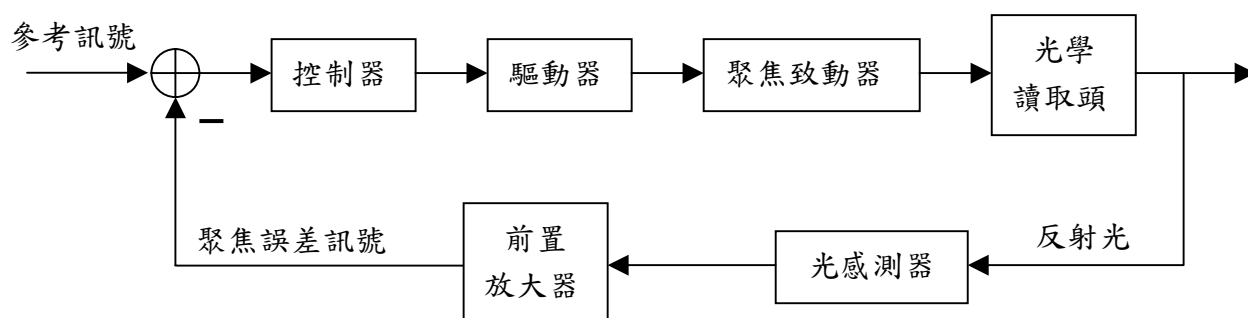 參考訊號
控制器
驅動器
聚焦致動器
光學
讀取頭
聚焦誤差訊號
前置
放大器
光感測器
反射光